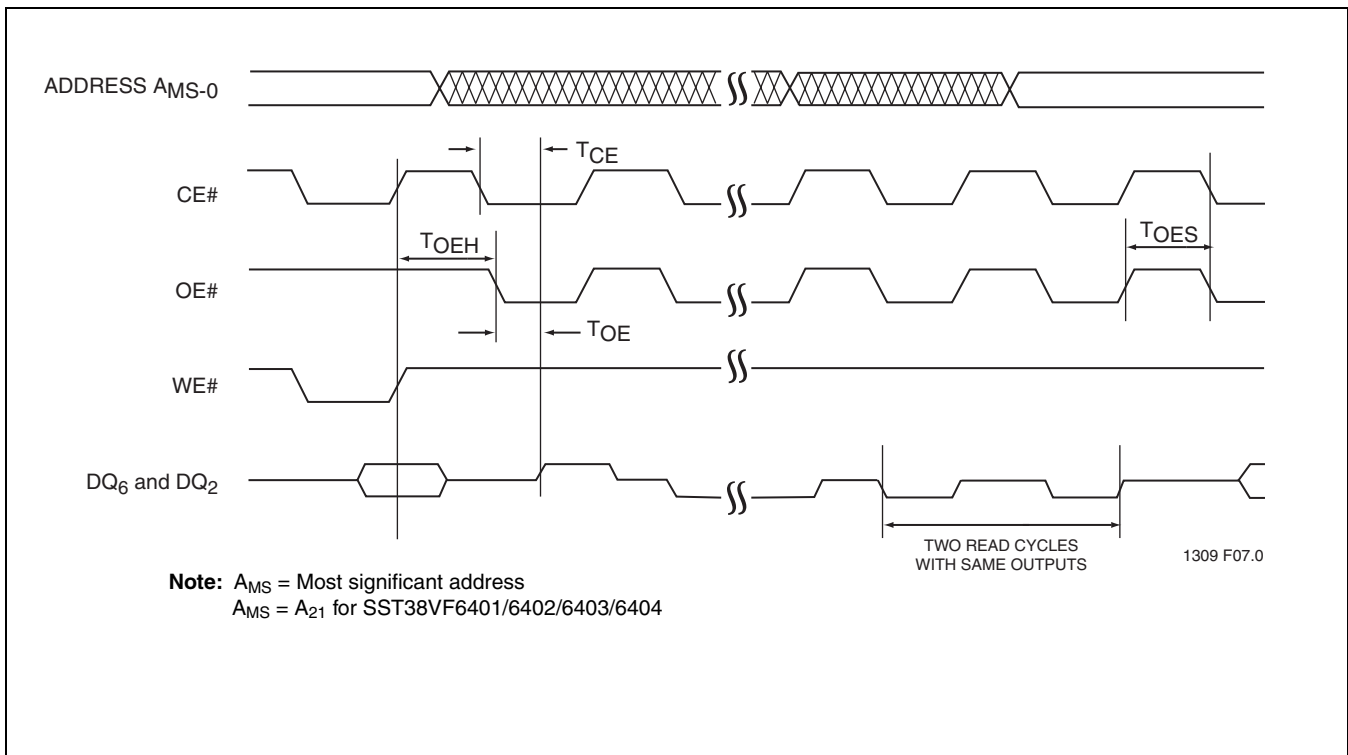 ADDRESS AMS-0
TCE
CE#
TOEH
TOES
OE#
TOE
WE#
DQ6 and DQ2
TWO READ CYCLES
WITH SAME OUTPUTS
1309 F07.0
Note: AMS = Most significant address
AMS = A21 for SST38VF6401/6402/6403/6404